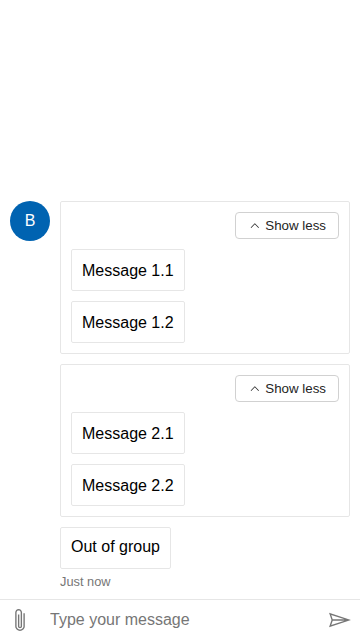 B
Show less
Message 1.1
Message 1.2
Show less
Message 2.1
Message 2.2
Out of group
Just now
Type your message